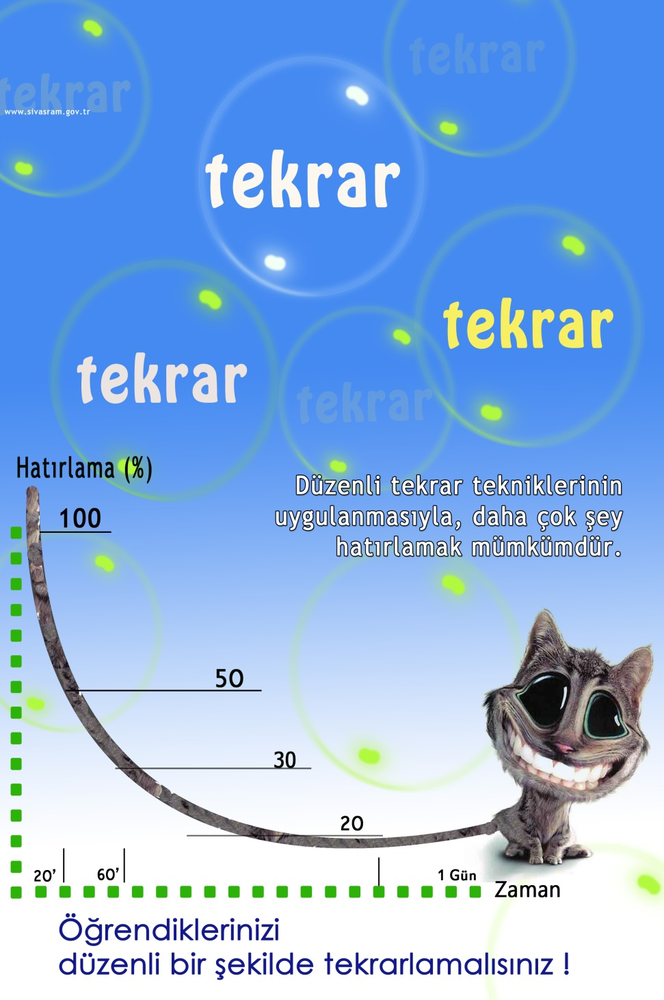 tekrar
tekrar
www.sivasram.gov.tr
tekrar
tekrar
tekrar
tekrar
Hatırlama (%)
Düzenli tekrar tekniklerinin
uygulanmasıyla, daha çok şey
hatırlamak mümkümdür.
100
50
30
20
20’
60’
1 Gün
Zaman
Öğrendiklerinizi
düzenli bir şekilde tekrarlamalısınız !